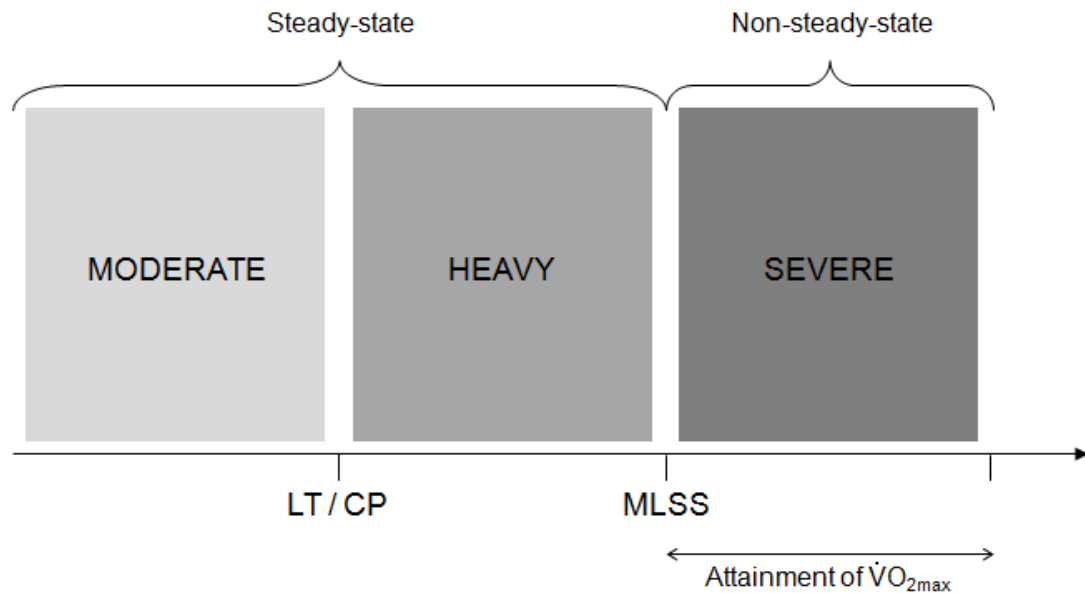 Steady-state
Non-steady-state
MODERATE
HEAVY
SEVERE
LT / CP
MLSS
Attainment of V̇O₂max